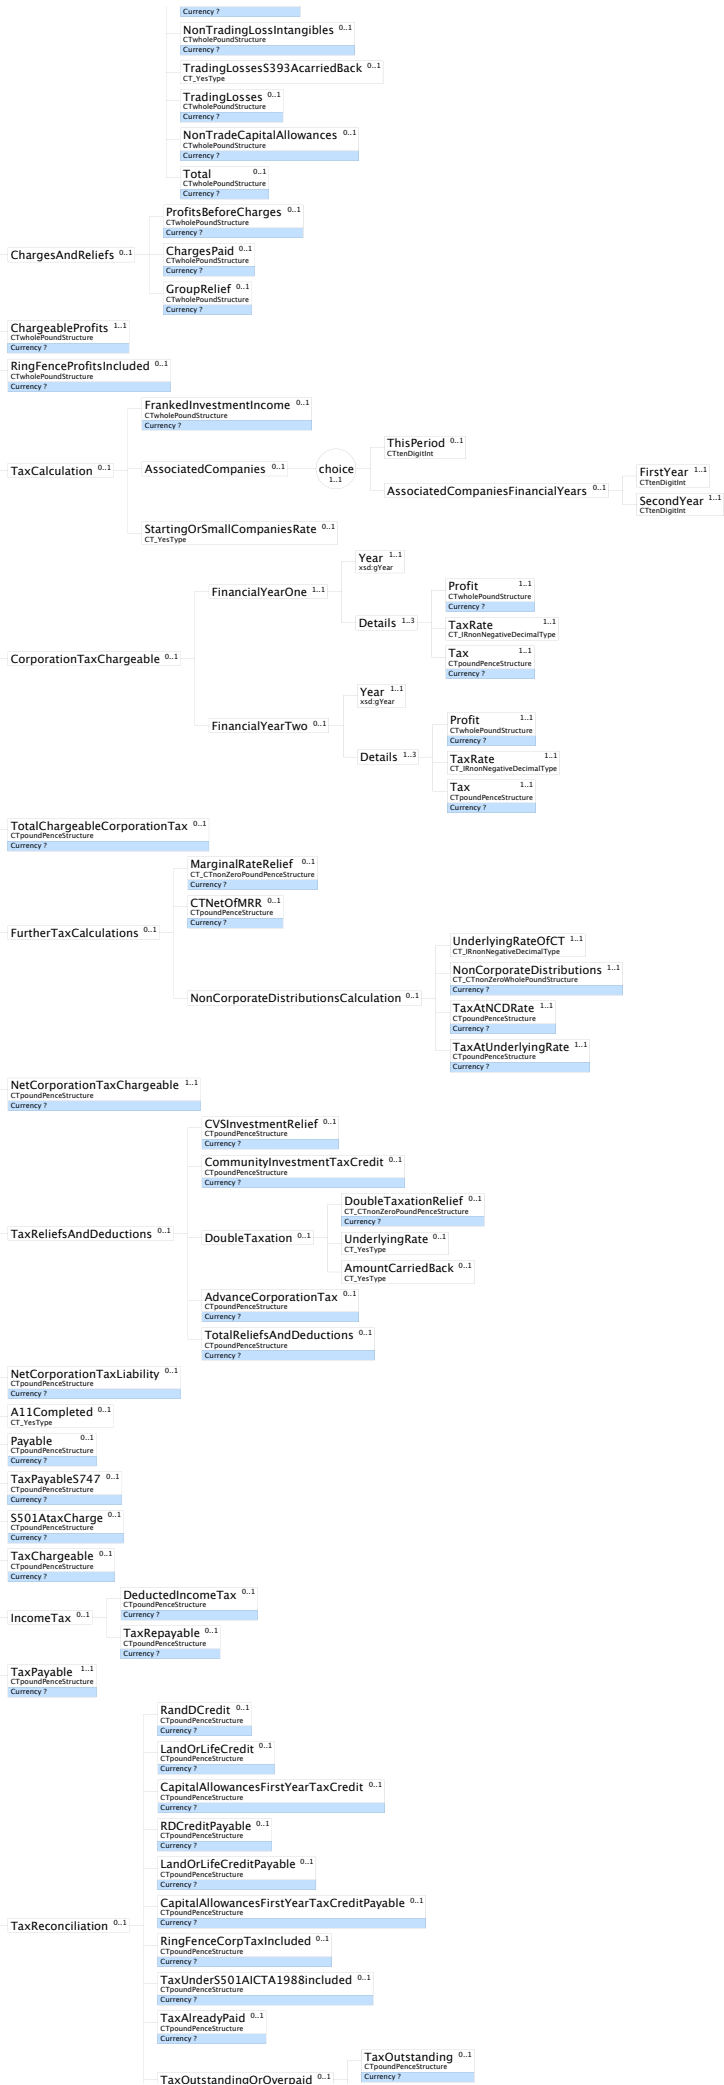 Currency ?
NonTradingLossIntangibles 0..1
CTwholePoundStructure
Currency ?
TradingLossesS393AcarriedBack 0..1
CT_YesType
TradingLosses 0..1
CTwholePoundStructure
Currency ?
NonTradeCapitalAllowances 0..1
CTwholePoundStructure
Currency ?
Total 0..1
CTwholePoundStructure
Currency ?
ChargesAndReliefs 0..1
ProfitsBeforeCharges 0..1
CTwholePoundStructure
Currency ?
ChargesPaid 0..1
CTwholePoundStructure
Currency ?
GroupRelief 0..1
CTwholePoundStructure
Currency ?
ChargeableProfits 1..1
CTwholePoundStructure
Currency ?
RingFenceProfitsIncluded 0..1
CTwholePoundStructure
Currency ?
TaxCalculation 0..1
FrankedInvestmentIncome 0..1
CTwholePoundStructure
Currency ?
AssociatedCompanies 0..1
choice
1..1
ThisPeriod 0..1
CTtenDigitInt
AssociatedCompaniesFinancialYears 0..1
FirstYear 1..1
CTtenDigitInt
SecondYear 1..1
CTtenDigitInt
StartingOrSmallCompaniesRate 0..1
CT_YesType
CorporationTaxChargeable 0..1
FinancialYearOne 1..1
Year 1..1
xsd:gYear
Details 1..3
Profit 1..1
CTwholePoundStructure
Currency ?
TaxRate 1..1
CT_IRnonNegativeDecimalType
Tax 1..1
CTpoundPenceStructure
Currency ?
FinancialYearTwo 0..1
Year 1..1
xsd:gYear
Details 1..3
Profit 1..1
CTwholePoundStructure
Currency ?
TaxRate 1..1
CT_IRnonNegativeDecimalType
Tax 1..1
CTpoundPenceStructure
Currency ?
TotalChargeableCorporationTax 0..1
CTpoundPenceStructure
Currency ?
FurtherTaxCalculations 0..1
MarginalRateRelief 0..1
CT_CTnonZeroPoundPenceStructure
Currency ?
CTNetOfMRR 0..1
CTpoundPenceStructure
Currency ?
NonCorporateDistributionsCalculation 0..1
UnderlyingRateOfCT 1..1
CT_IRnonNegativeDecimalType
NonCorporateDistributions 1..1
CT_CTnonZeroWholePoundStructure
Currency ?
TaxAtNCDRate 1..1
CTpoundPenceStructure
Currency ?
TaxAtUnderlyingRate 1..1
CTpoundPenceStructure
Currency ?
NetCorporationTaxChargeable 1..1
CTpoundPenceStructure
Currency ?
TaxReliefsAndDeductions 0..1
CVSInvestmentRelief 0..1
CTpoundPenceStructure
Currency ?
CommunityInvestmentTaxCredit 0..1
CTpoundPenceStructure
Currency ?
DoubleTaxation 0..1
DoubleTaxationRelief 0..1
CT_CTnonZeroPoundPenceStructure
Currency ?
UnderlyingRate 0..1
CT_YesType
AmountCarriedBack 0..1
CT_YesType
AdvanceCorporationTax 0..1
CTpoundPenceStructure
Currency ?
TotalReliefsAndDeductions 0..1
CTpoundPenceStructure
Currency ?
NetCorporationTaxLiability 0..1
CTpoundPenceStructure
Currency ?
A11Completed 0..1
CT_YesType
Payable 0..1
CTpoundPenceStructure
Currency ?
TaxPayableS747 0..1
CTpoundPenceStructure
Currency ?
S501AtaxCharge 0..1
CTpoundPenceStructure
Currency ?
TaxChargeable 0..1
CTpoundPenceStructure
Currency ?
IncomeTax 0..1
DeductedIncomeTax 0..1
CTpoundPenceStructure
Currency ?
TaxRepayable 0..1
CTpoundPenceStructure
Currency ?
TaxPayable 1..1
CTpoundPenceStructure
Currency ?
TaxReconciliation 0..1
RandDCredit 0..1
CTpoundPenceStructure
Currency ?
LandOrLifeCredit 0..1
CTpoundPenceStructure
Currency ?
CapitalAllowancesFirstYearTaxCredit 0..1
CTpoundPenceStructure
Currency ?
RDCreditPayable 0..1
CTpoundPenceStructure
Currency ?
LandOrLifeCreditPayable 0..1
CTpoundPenceStructure
Currency ?
CapitalAllowancesFirstYearTaxCreditPayable 0..1
CTpoundPenceStructure
Currency ?
RingFenceCorpTaxIncluded 0..1
CTpoundPenceStructure
Currency ?
TaxUnderS501AICTA1988included 0..1
CTpoundPenceStructure
Currency ?
TaxAlreadyPaid 0..1
CTpoundPenceStructure
Currency ?
TaxOutstandingOrOverpaid 0..1
TaxOutstanding 0..1
CTpoundPenceStructure
Currency ?